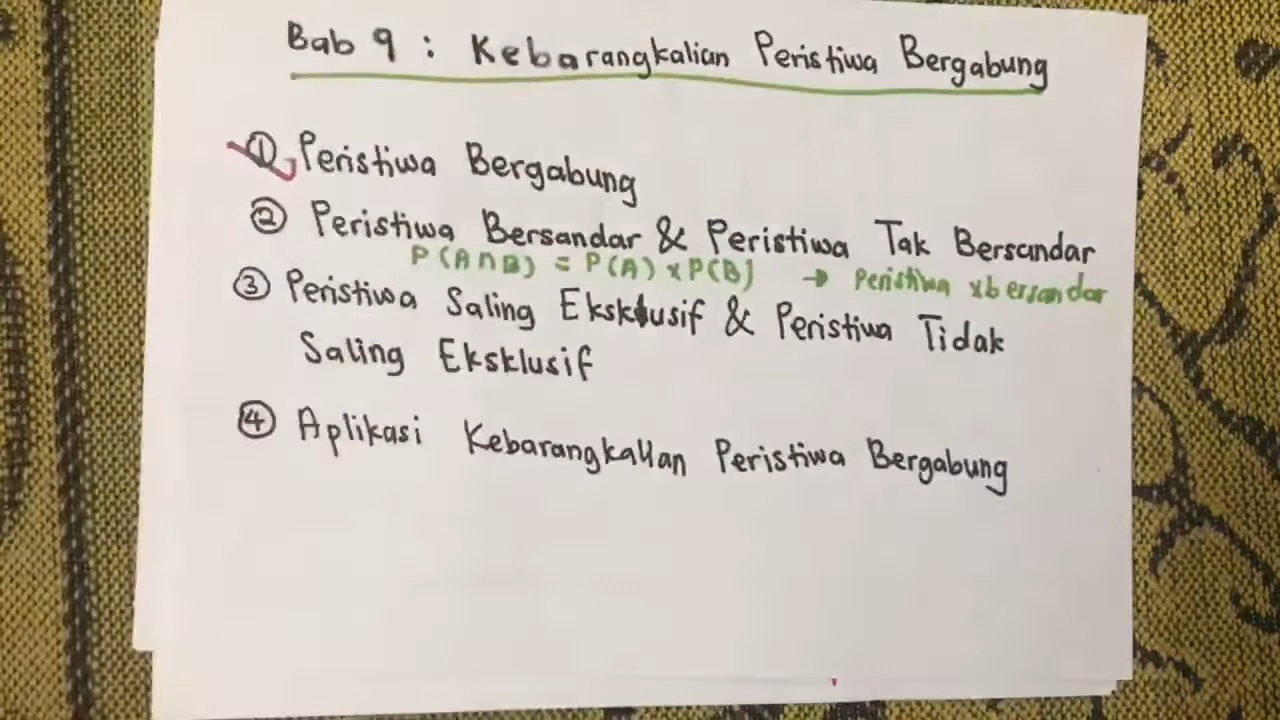 Bab 9 : Kebarangkalian Peristiwa Bergabung
① Peristiwa Bergabung
② Peristiwa Bersandar & Peristiwa Tak Bersandar
P(A∩B) = P(A) × P(B) → Peristiwa xbersandar
③ Peristiwa Saling Eksklusif & Peristiwa Tidak
Saling Eksklusif
④ Aplikasi Kebarangkalian Peristiwa Bergabung